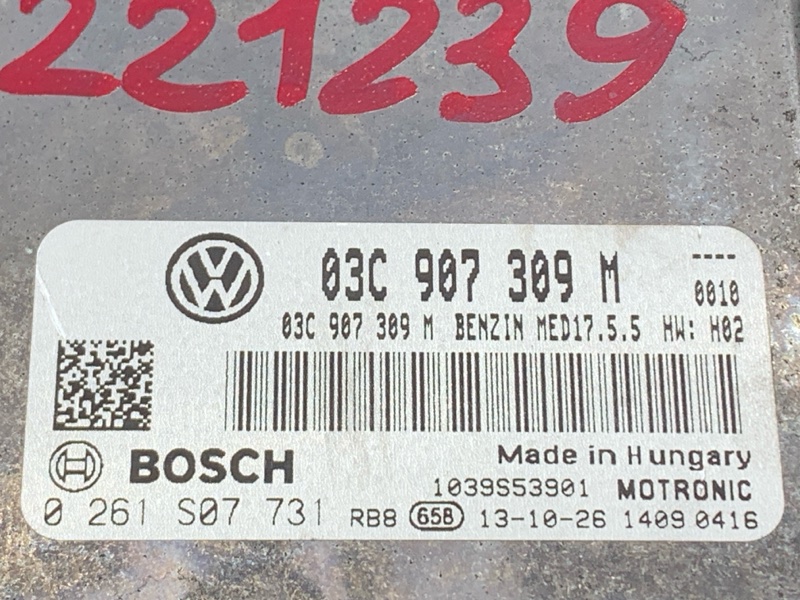 221239
03C 907 309 M ----
0010
03C 907 309 M BENZIN MED17.5.5 HW: H02
Made in Hungary
BOSCH
1039S53901 MOTRONIC
0 261 S07 731 RB8 65B 13-10-26 1409 0416